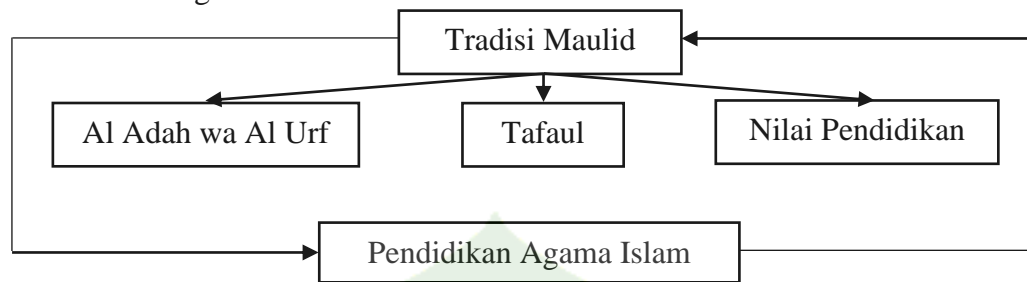 Tradisi Maulid
Al Adah wa Al Urf
Tafaul
Nilai Pendidikan
Pendidikan Agama Islam